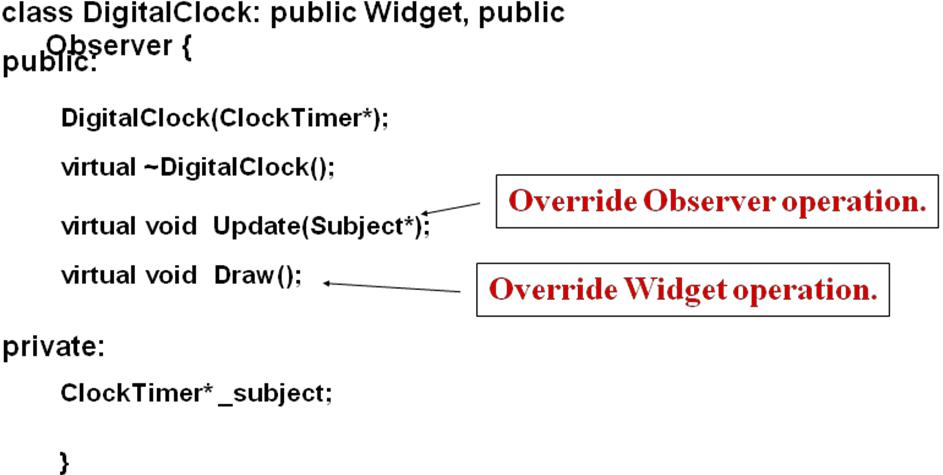 class DigitalClock: public Widget, public
Observer {
public:
DigitalClock(ClockTimer*);
virtual ~DigitalClock();
virtual void Update(Subject*);
Override Observer operation.
virtual void Draw();
Override Widget operation.
private:
ClockTimer* _subject;
}